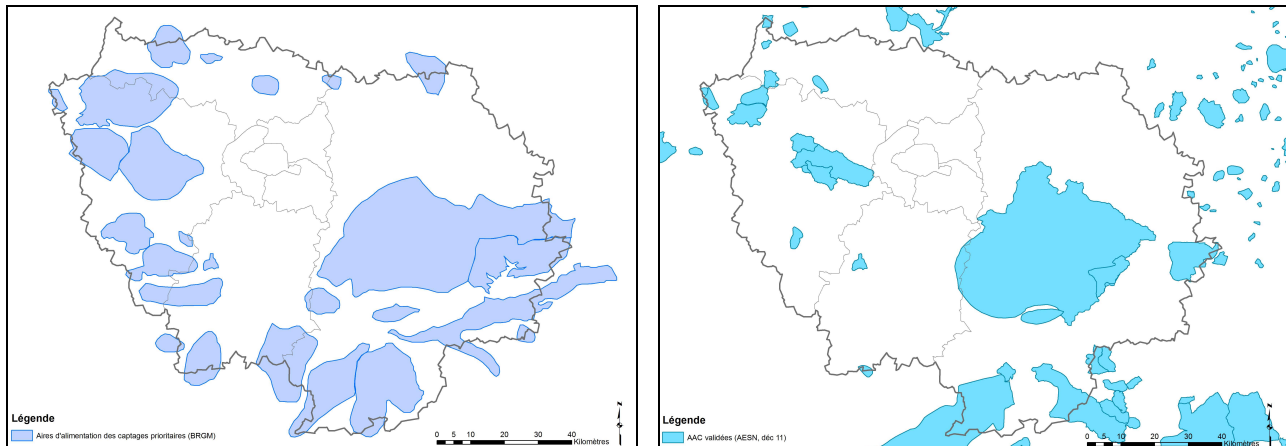 Légende
Aires d'alimentation des captages prioritaires (BRGM)
0 5 10 20 30 40
Kilomètres
N
Légende
AAC validées (AESN, déc 11)
0 5 10 20 30 40
Kilomètres
N